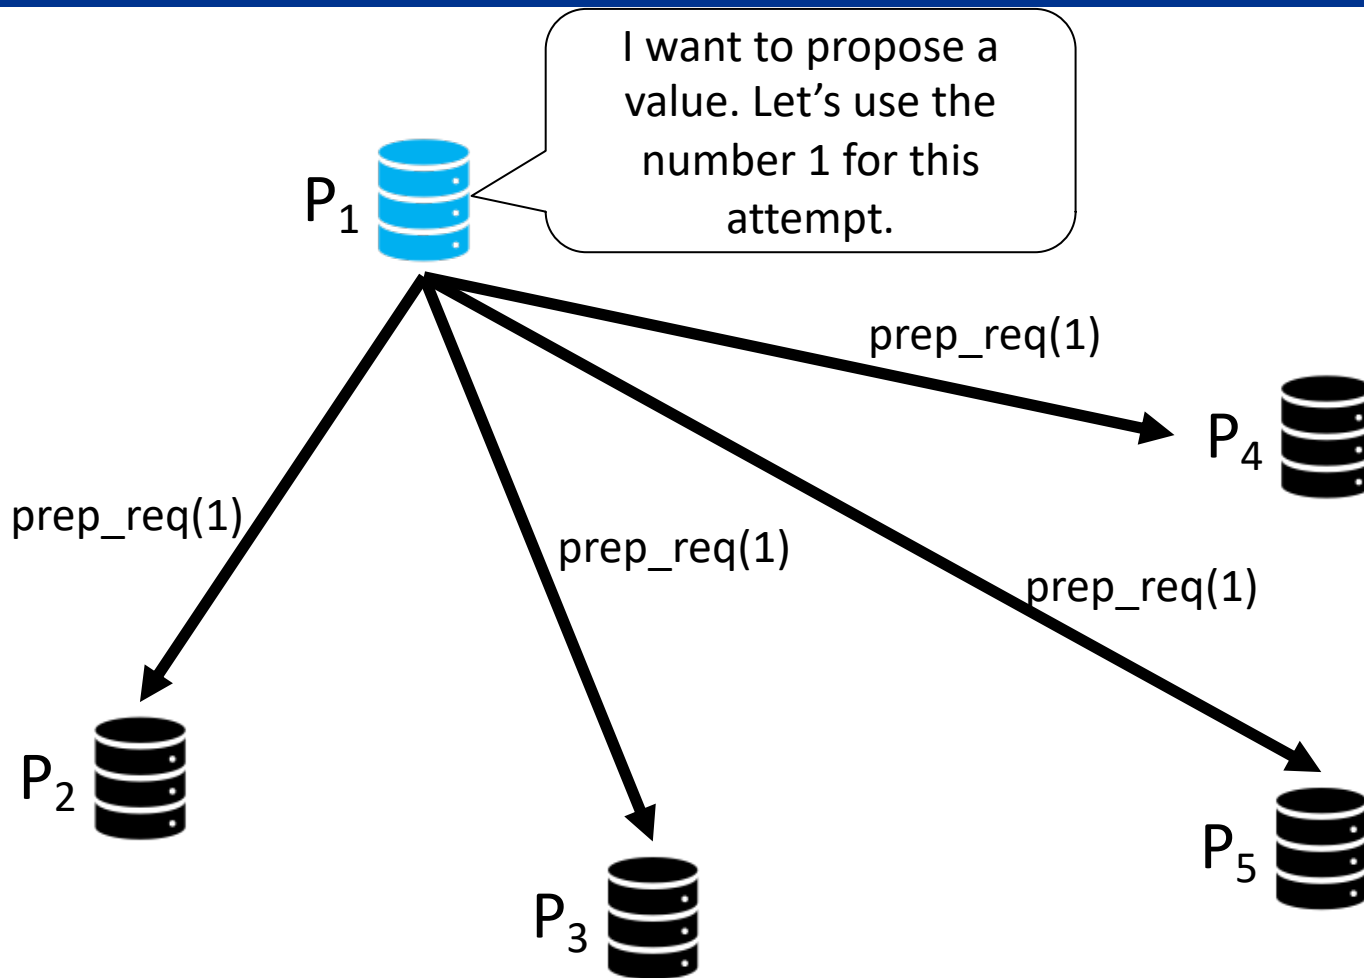 I want to propose a
value. Let’s use the
number 1 for this
attempt.
P₁
prep_req(1)
P₄
prep_req(1)
prep_req(1)
prep_req(1)
P₂
P₅
P₃